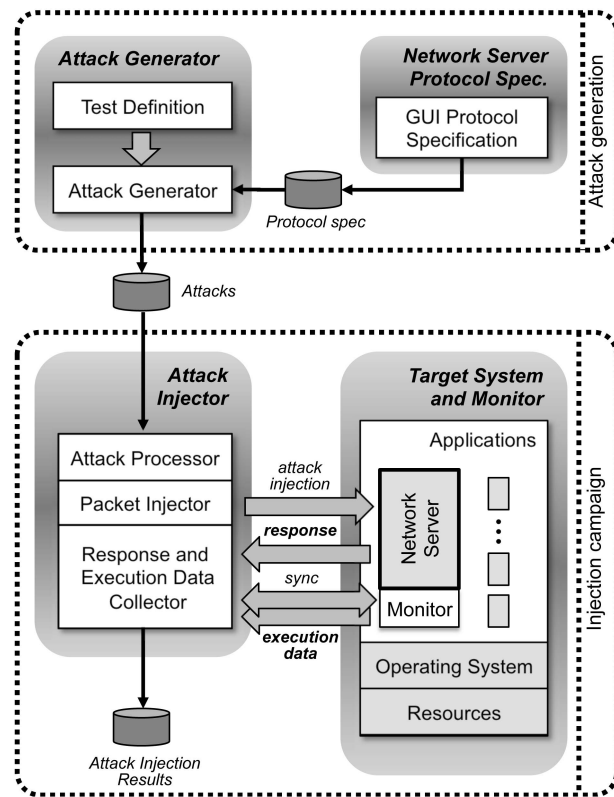 Attack Generator
Test Definition
Attack Generator
Network Server
Protocol Spec.
GUI Protocol
Specification
Protocol spec
Attack generation
Attacks
Attack
Injector
Attack Processor
Packet Injector
Response and
Execution Data
Collector
attack
injection
response
sync
execution
data
Target System
and Monitor
Applications
Network
Server
Monitor
Operating System
Resources
Injection campaign
Attack Injection
Results